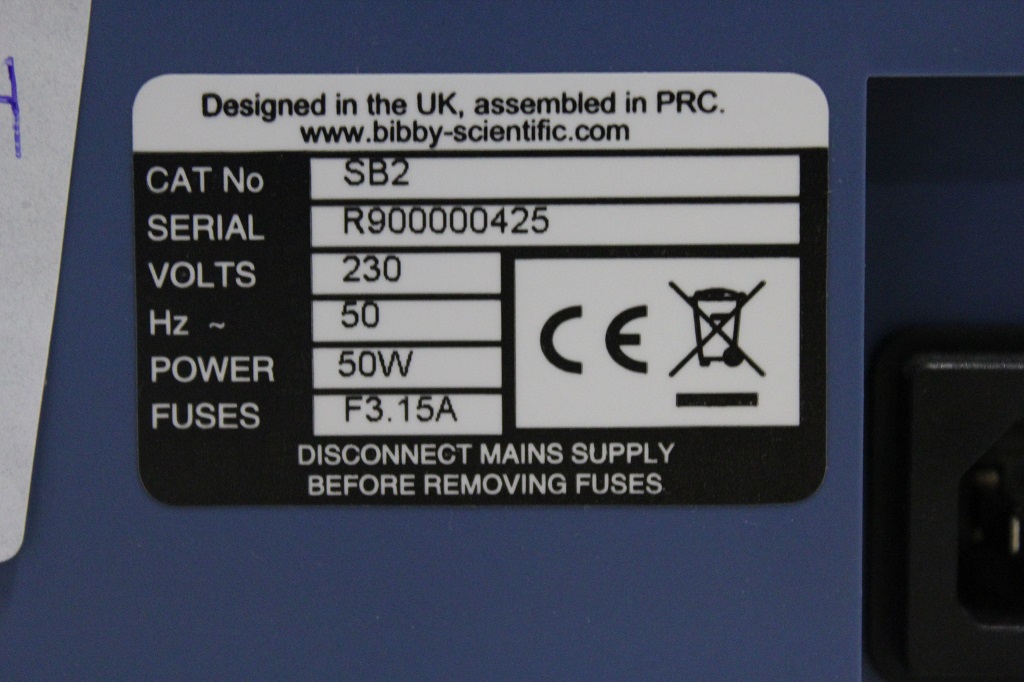 Designed in the UK, assembled in PRC.
www.bibby-scientific.com
CAT No SB2
SERIAL R900000425
VOLTS 230
Hz ~ 50
POWER 50W
FUSES F3.15A
CE
DISCONNECT MAINS SUPPLY
BEFORE REMOVING FUSES